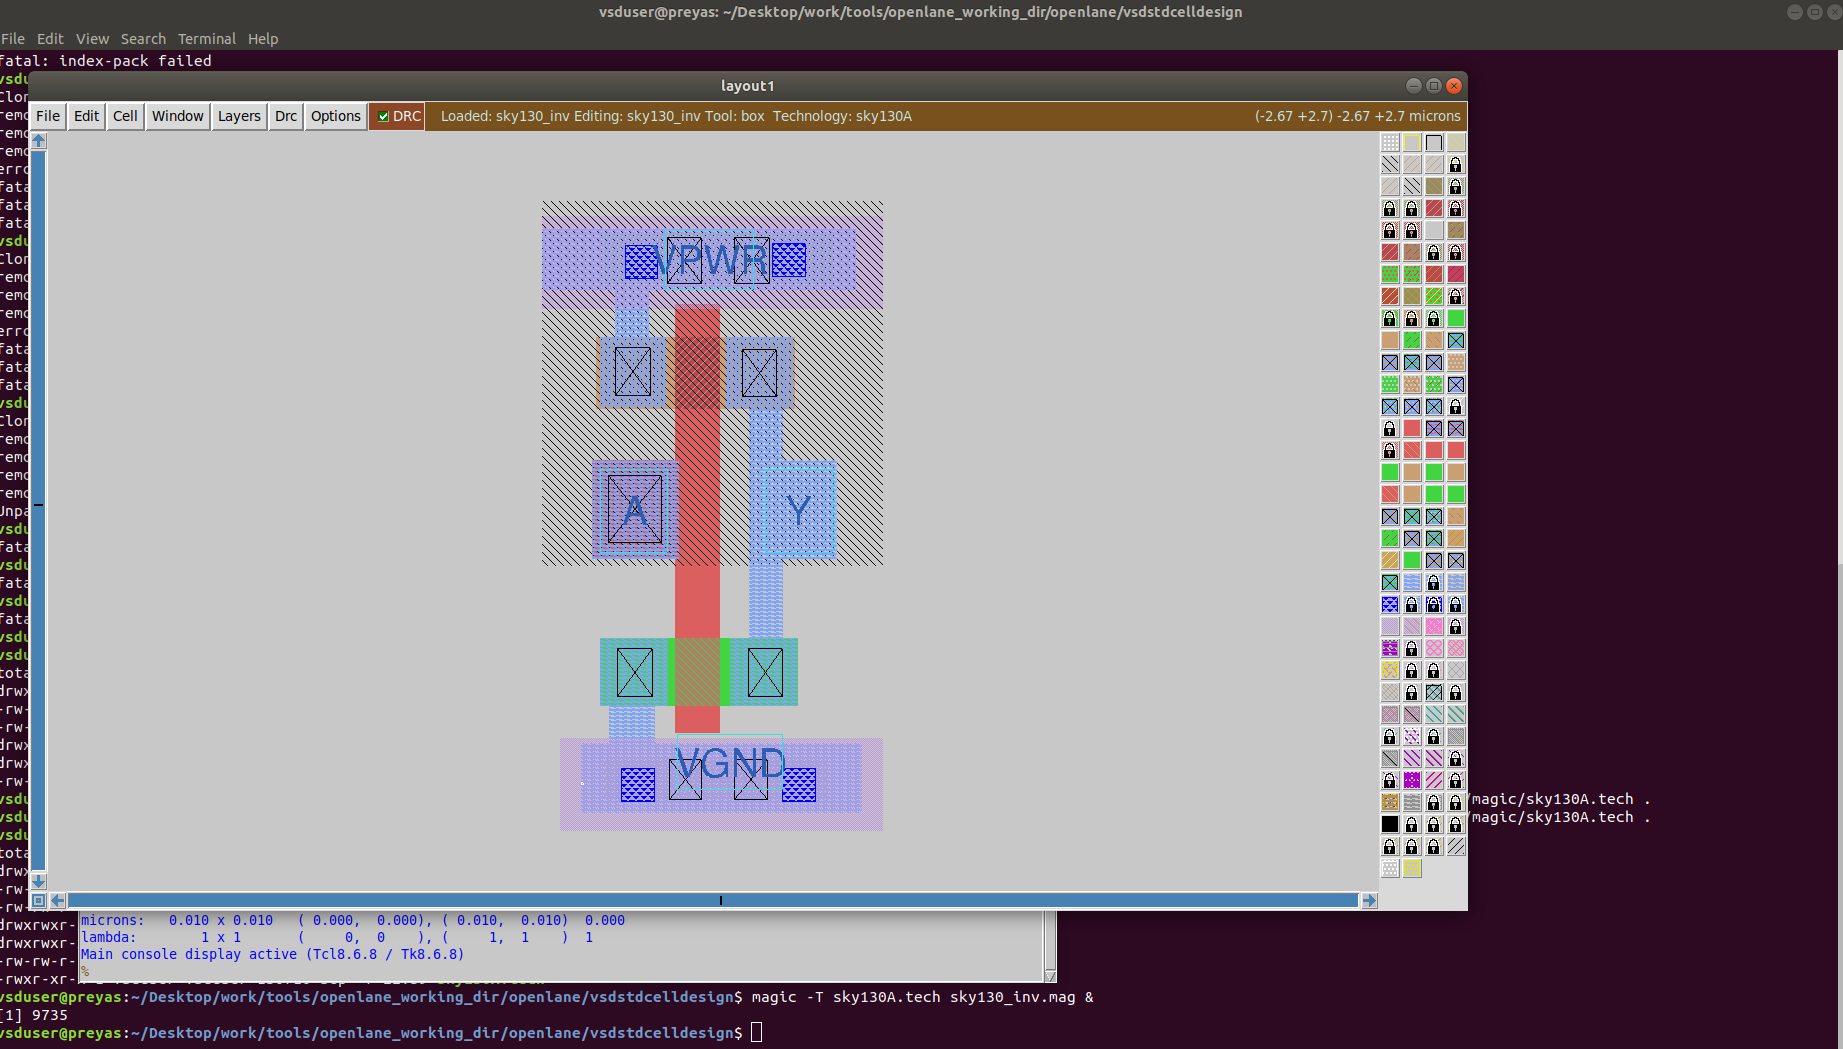 vsduser@preyas: ~/Desktop/work/tools/openlane_working_dir/openlane/vsdstdcelldesign
File Edit View Search Terminal Help
fatal: index-pack failed
layout1
File Edit Cell Window Layers Drc Options DRC Loaded: sky130_inv Editing: sky130_inv Tool: box Technology: sky130A (-2.67 +2.7) -2.67 +2.7 microns
VPWR
A Y
VGND
/magic/sky130A.tech .
/magic/sky130A.tech .
microns: 0.010 x 0.010 ( 0.000, 0.000), ( 0.010, 0.010) 0.000
lambda: 1 x 1 ( 0, 0 ), ( 1, 1 ) 1
Main console display active (Tcl8.6.8 / Tk8.6.8)
%
vsduser@preyas:~/Desktop/work/tools/openlane_working_dir/openlane/vsdstdcelldesign$ magic -T sky130A.tech sky130_inv.mag &
[1] 9735
vsduser@preyas:~/Desktop/work/tools/openlane_working_dir/openlane/vsdstdcelldesign$